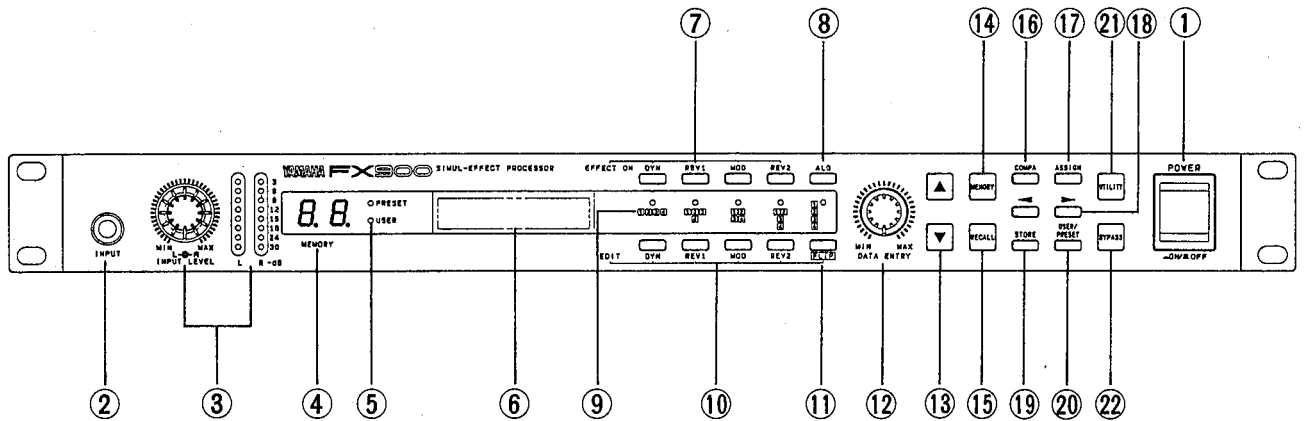 ⑦ ⑧ ⑭ ⑯ ⑰ ㉑ ⑱ ①
YAMAHA FX900 SIMUL-EFFECT PROCESSOR
EFFECT ON DYN REV1 MOD REV2 ALG
COMPA ASSIGN
POWER
3
6
9
12
15
18
24
30
L R -dB
INPUT
MIN MAX
L R
INPUT LEVEL
8.8.
PRESET
USER
MEMORY
EDIT DYN REV1 MOD REV2 FLIP
MIN MAX
DATA ENTRY
▲ MEMORY UTILITY
◄ ►
▼ RECALL STORE USER/PRESET BYPASS
ON/OFF
⑨
② ③ ④ ⑤ ⑥ ⑩ ⑪ ⑫ ⑬ ⑮ ⑲ ⑳ ㉒